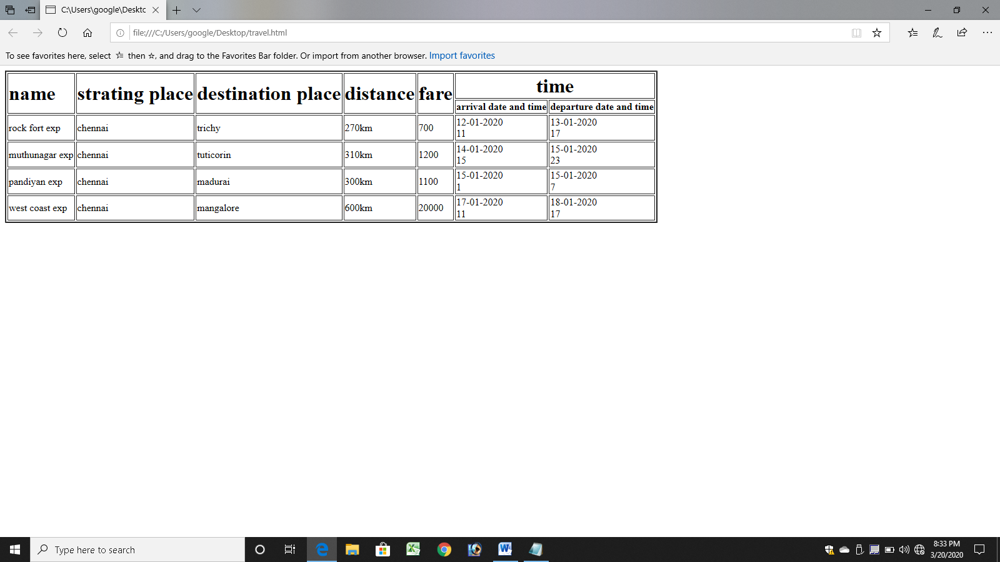 C:\Users\google\Desktc
file:///C:/Users/google/Desktop/travel.html
To see favorites here, select then , and drag to the Favorites Bar folder. Or import from another browser. Import favorites
name strating place destination place distance fare time
arrival date and time departure date and time
rock fort exp chennai trichy 270km 700 12-01-2020 13-01-2020
11 17
muthunagar exp chennai tuticorin 310km 1200 14-01-2020 15-01-2020
15 23
pandiyan exp chennai madurai 300km 1100 15-01-2020 15-01-2020
1 7
west coast exp chennai mangalore 600km 20000 17-01-2020 18-01-2020
11 17
Type here to search
8:33 PM
3/20/2020